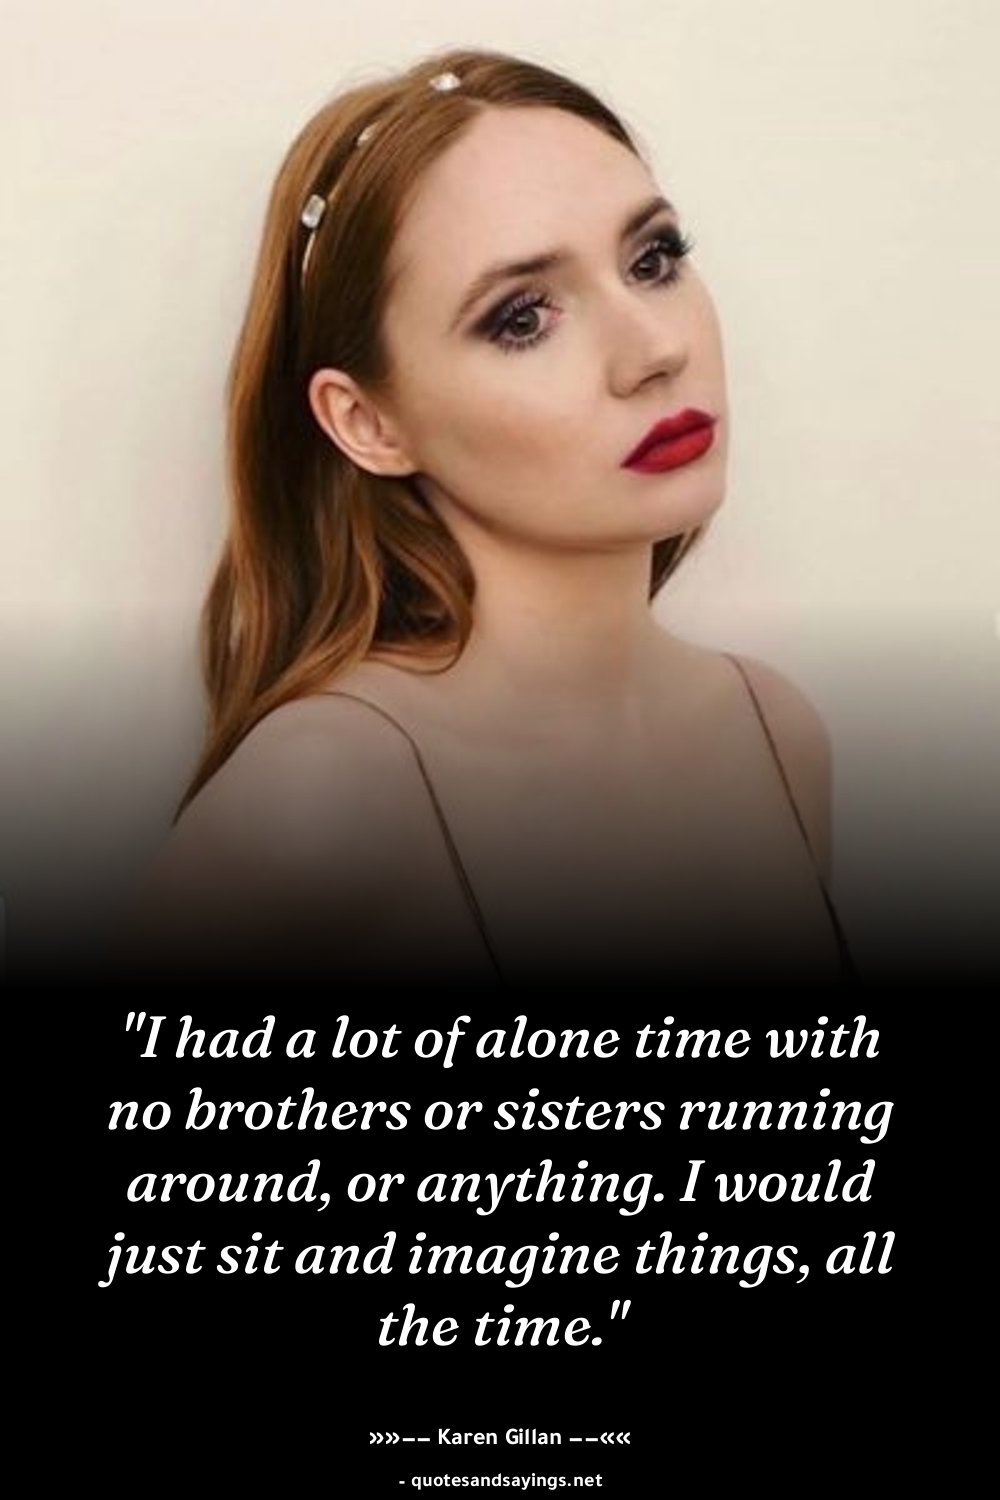 "I had a lot of alone time with
no brothers or sisters running
around, or anything. I would
just sit and imagine things, all
the time."
»»–– Karen Gillan ––««
- quotesandsayings.net